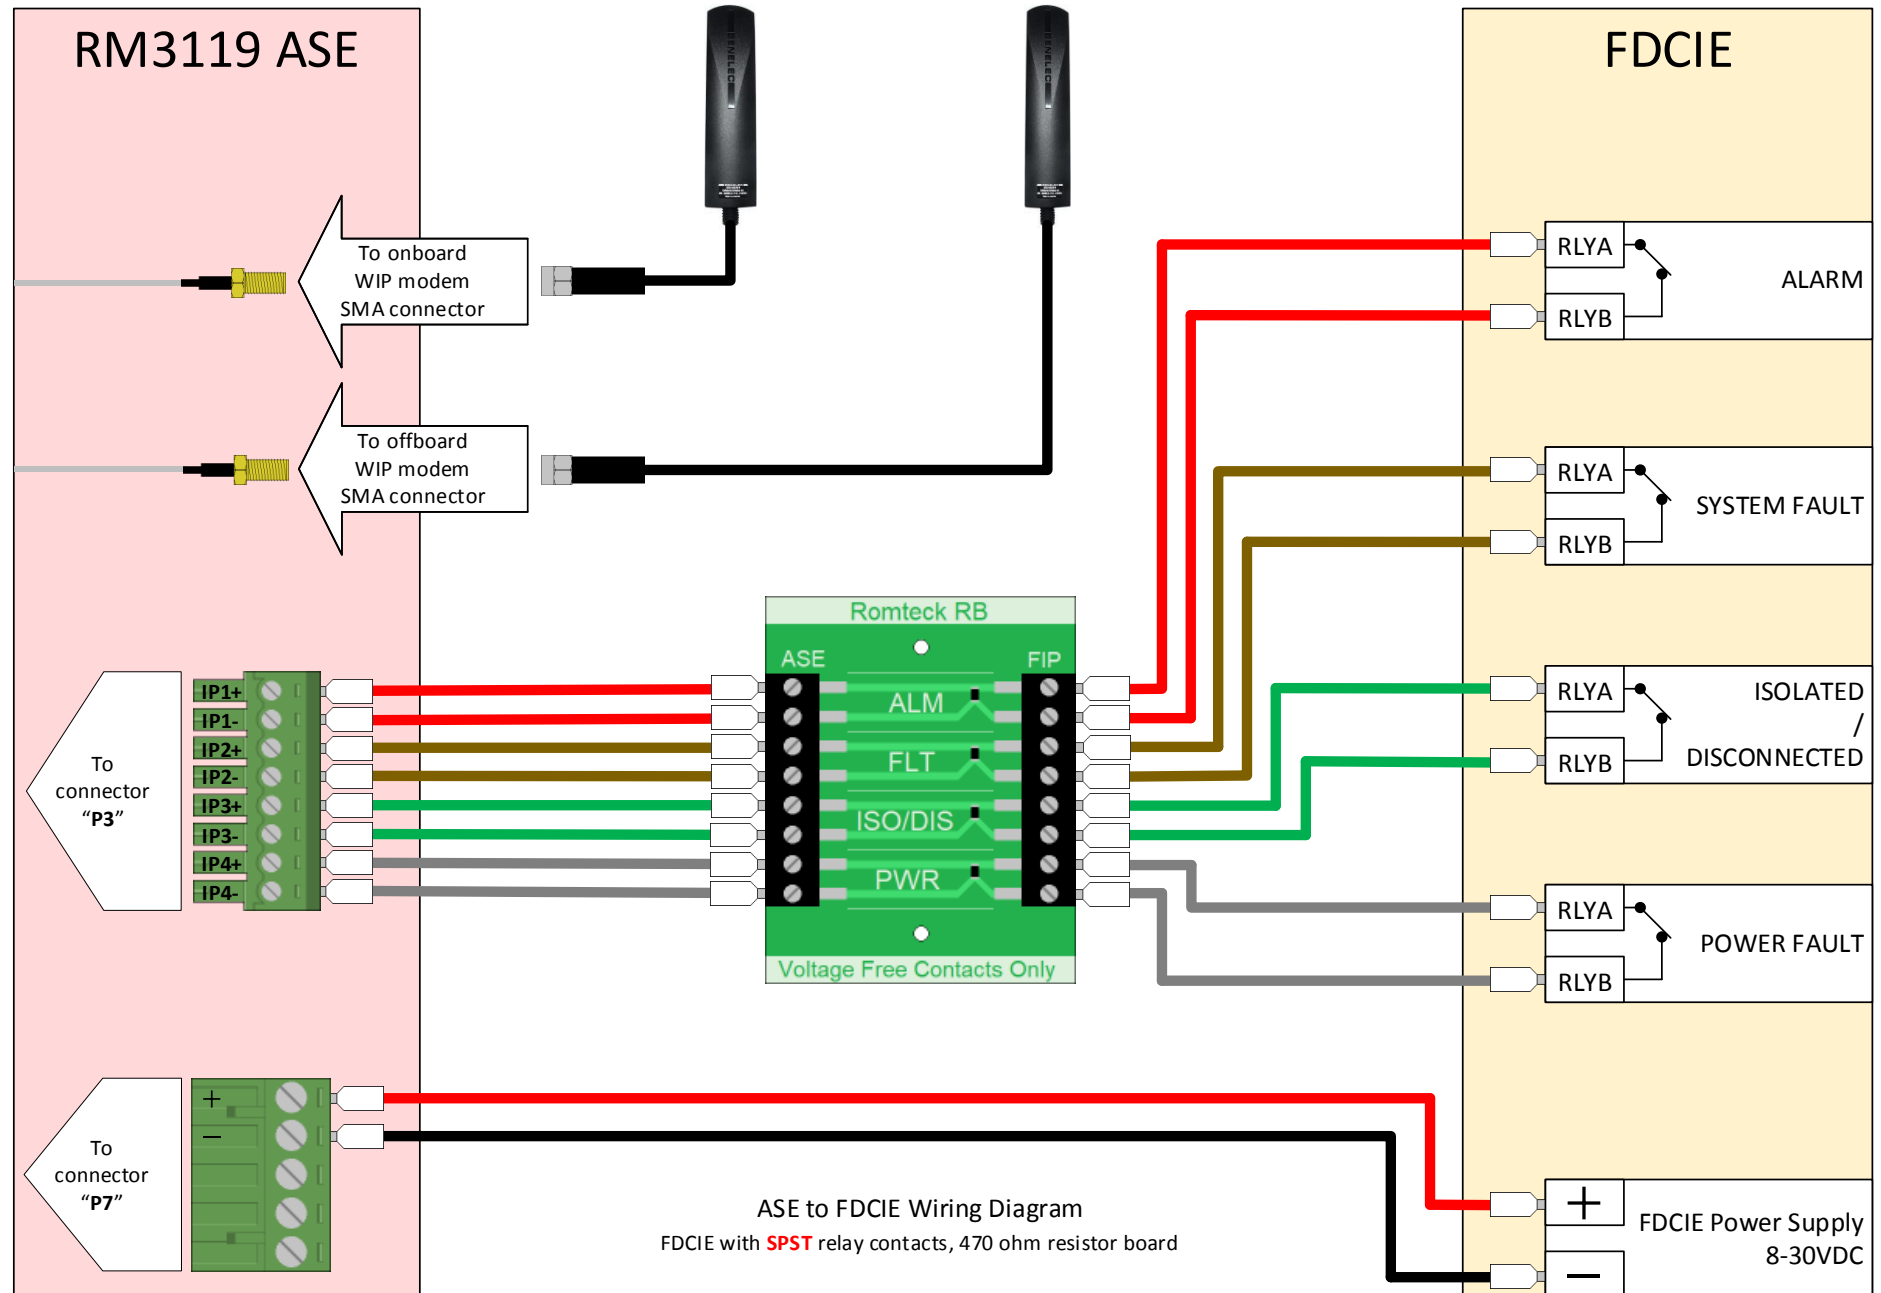 RM3119 ASE
FDCIE
BENELEC
BENELEC
To onboard
WIP modem
SMA connector
To offboard
WIP modem
SMA connector
RLYA
RLYB
ALARM
RLYA
RLYB
SYSTEM FAULT
RLYA
RLYB
ISOLATED
/
DISCONNECTED
RLYA
RLYB
POWER FAULT
Romteck RB
ASE
FIP
ALM
FLT
ISO/DIS
PWR
Voltage Free Contacts Only
To
connector
“P3”
IP1+
IP1-
IP2+
IP2-
IP3+
IP3-
IP4+
IP4-
To
connector
“P7”
+
−
ASE to FDCIE Wiring Diagram
FDCIE with SPST relay contacts, 470 ohm resistor board
+
−
FDCIE Power Supply
8-30VDC